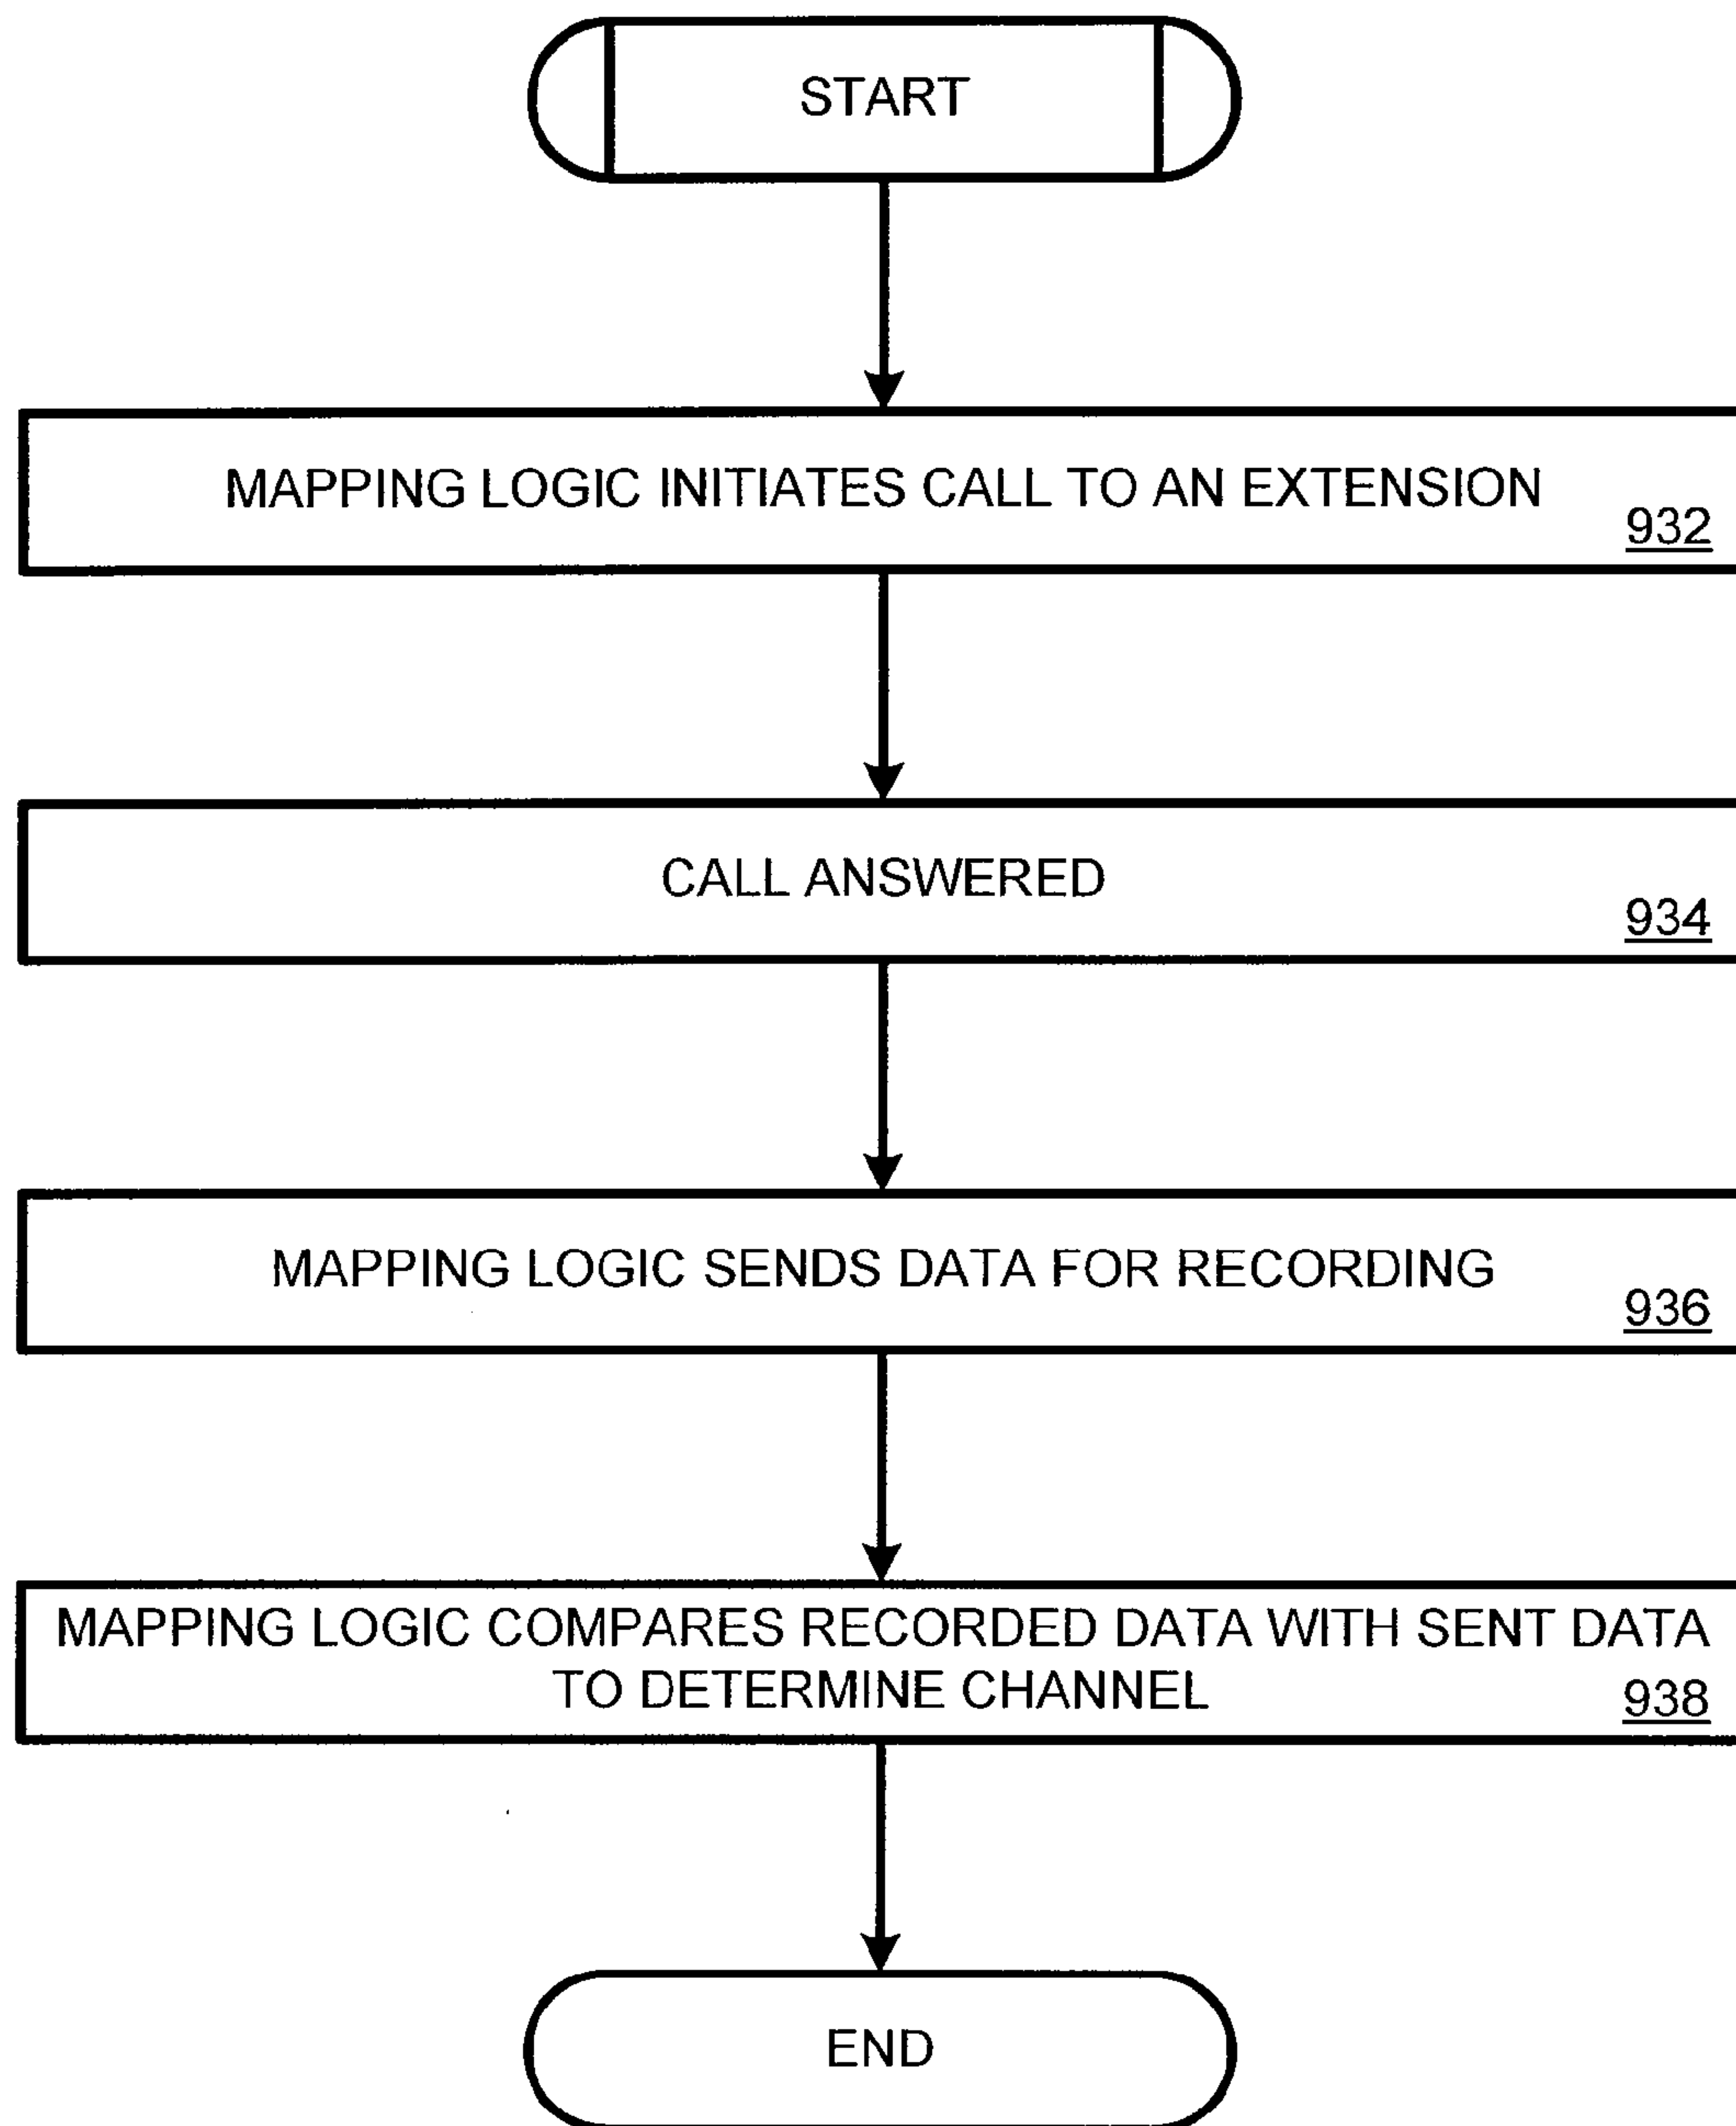 START
MAPPING LOGIC INITIATES CALL TO AN EXTENSION
932
CALL ANSWERED
934
MAPPING LOGIC SENDS DATA FOR RECORDING
936
MAPPING LOGIC COMPARES RECORDED DATA WITH SENT DATA
TO DETERMINE CHANNEL
938
END